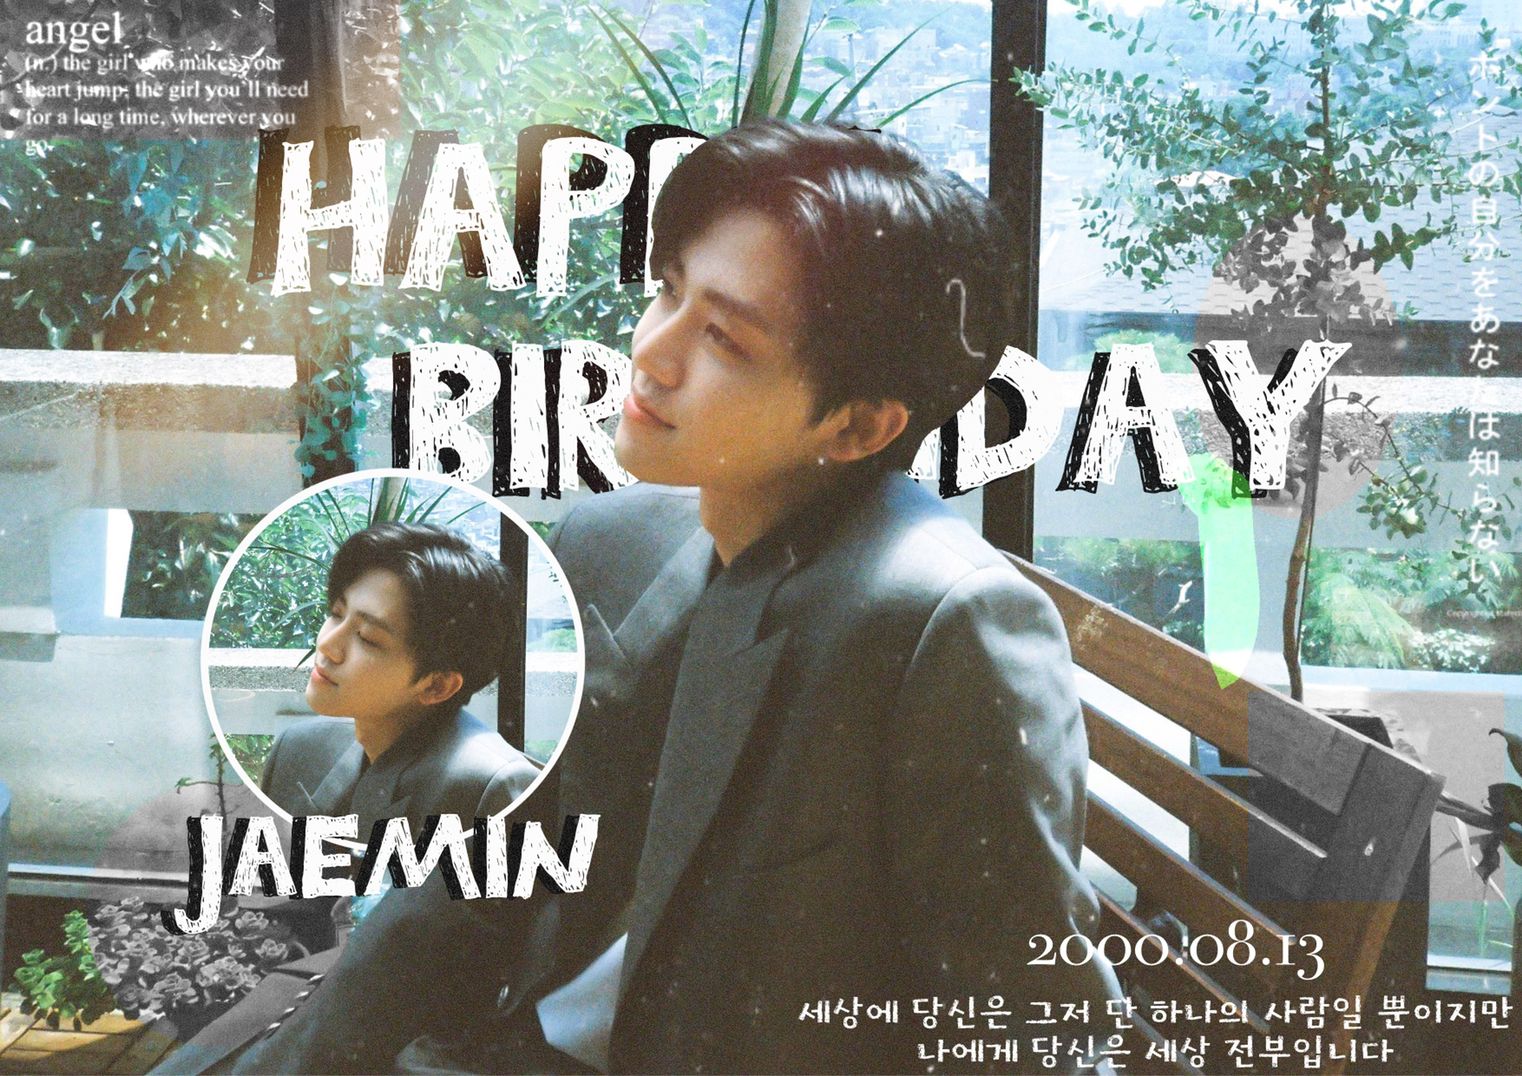 angel
(n.) the girl who makes your
heart jump. the girl you'll need
for a long time, wherever you
go.
HAPP
BIR DAY
ホントの自分をあなたは知らない
JAEMIN
2000.08.13
세상에 당신은 그저 단 하나의 사람일 뿐이지만
나에게 당신은 세상 전부입니다